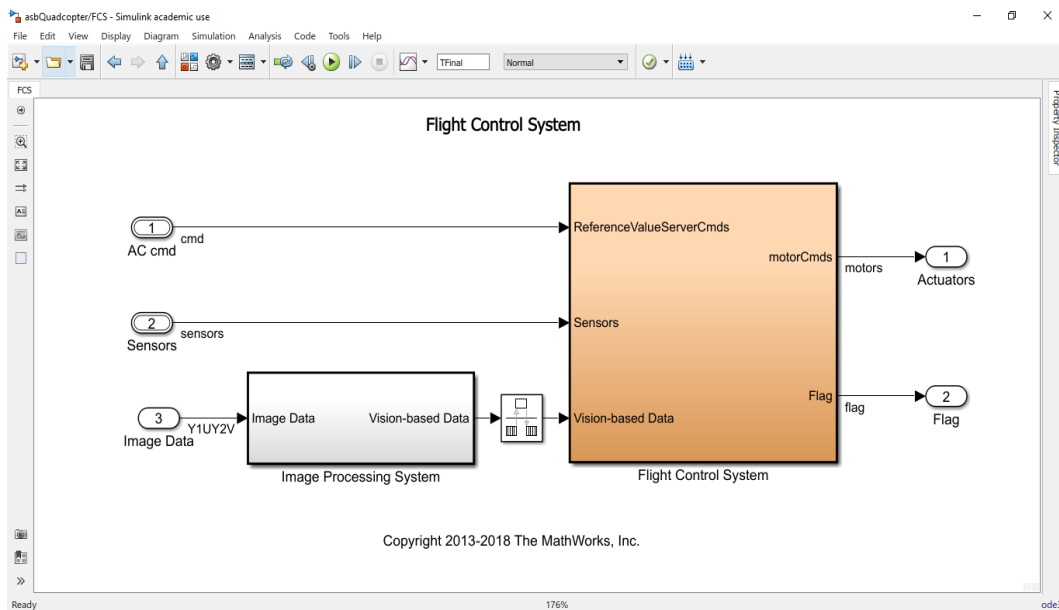 asbQuadcopter/FCS - Simulink academic use
File Edit View Display Diagram Simulation Analysis Code Tools Help
TFinal Normal
FCS
Property Inspector
Flight Control System
1
cmd
AC cmd
ReferenceValueServerCmds
motorCmds
motors
1
Actuators
2
sensors
Sensors
Sensors
3
Y1UY2V
Image Data
Image Data
Vision-based Data
Image Processing System
Vision-based Data
Flag
flag
2
Flag
Flight Control System
Copyright 2013-2018 The MathWorks, Inc.
Ready 176%